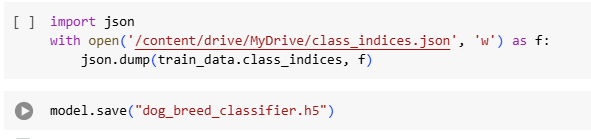 [ ] import json
with open('/content/drive/MyDrive/class_indices.json', 'w') as f:
    json.dump(train_data.class_indices, f)
model.save("dog_breed_classifier.h5")